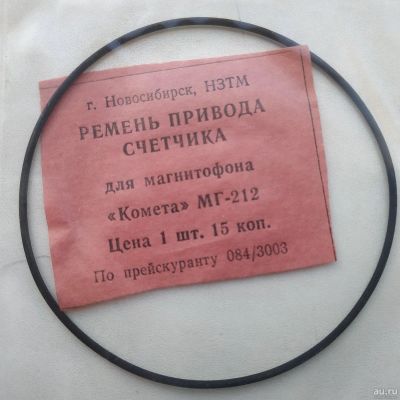 г. Новосибирск, НЗТМ
РЕМЕНЬ ПРИВОДА
СЧЕТЧИКА
для магнитофона
«Комета» МГ-212
Цена 1 шт. 15 коп.
По прейскуранту 084/3003
au.ru